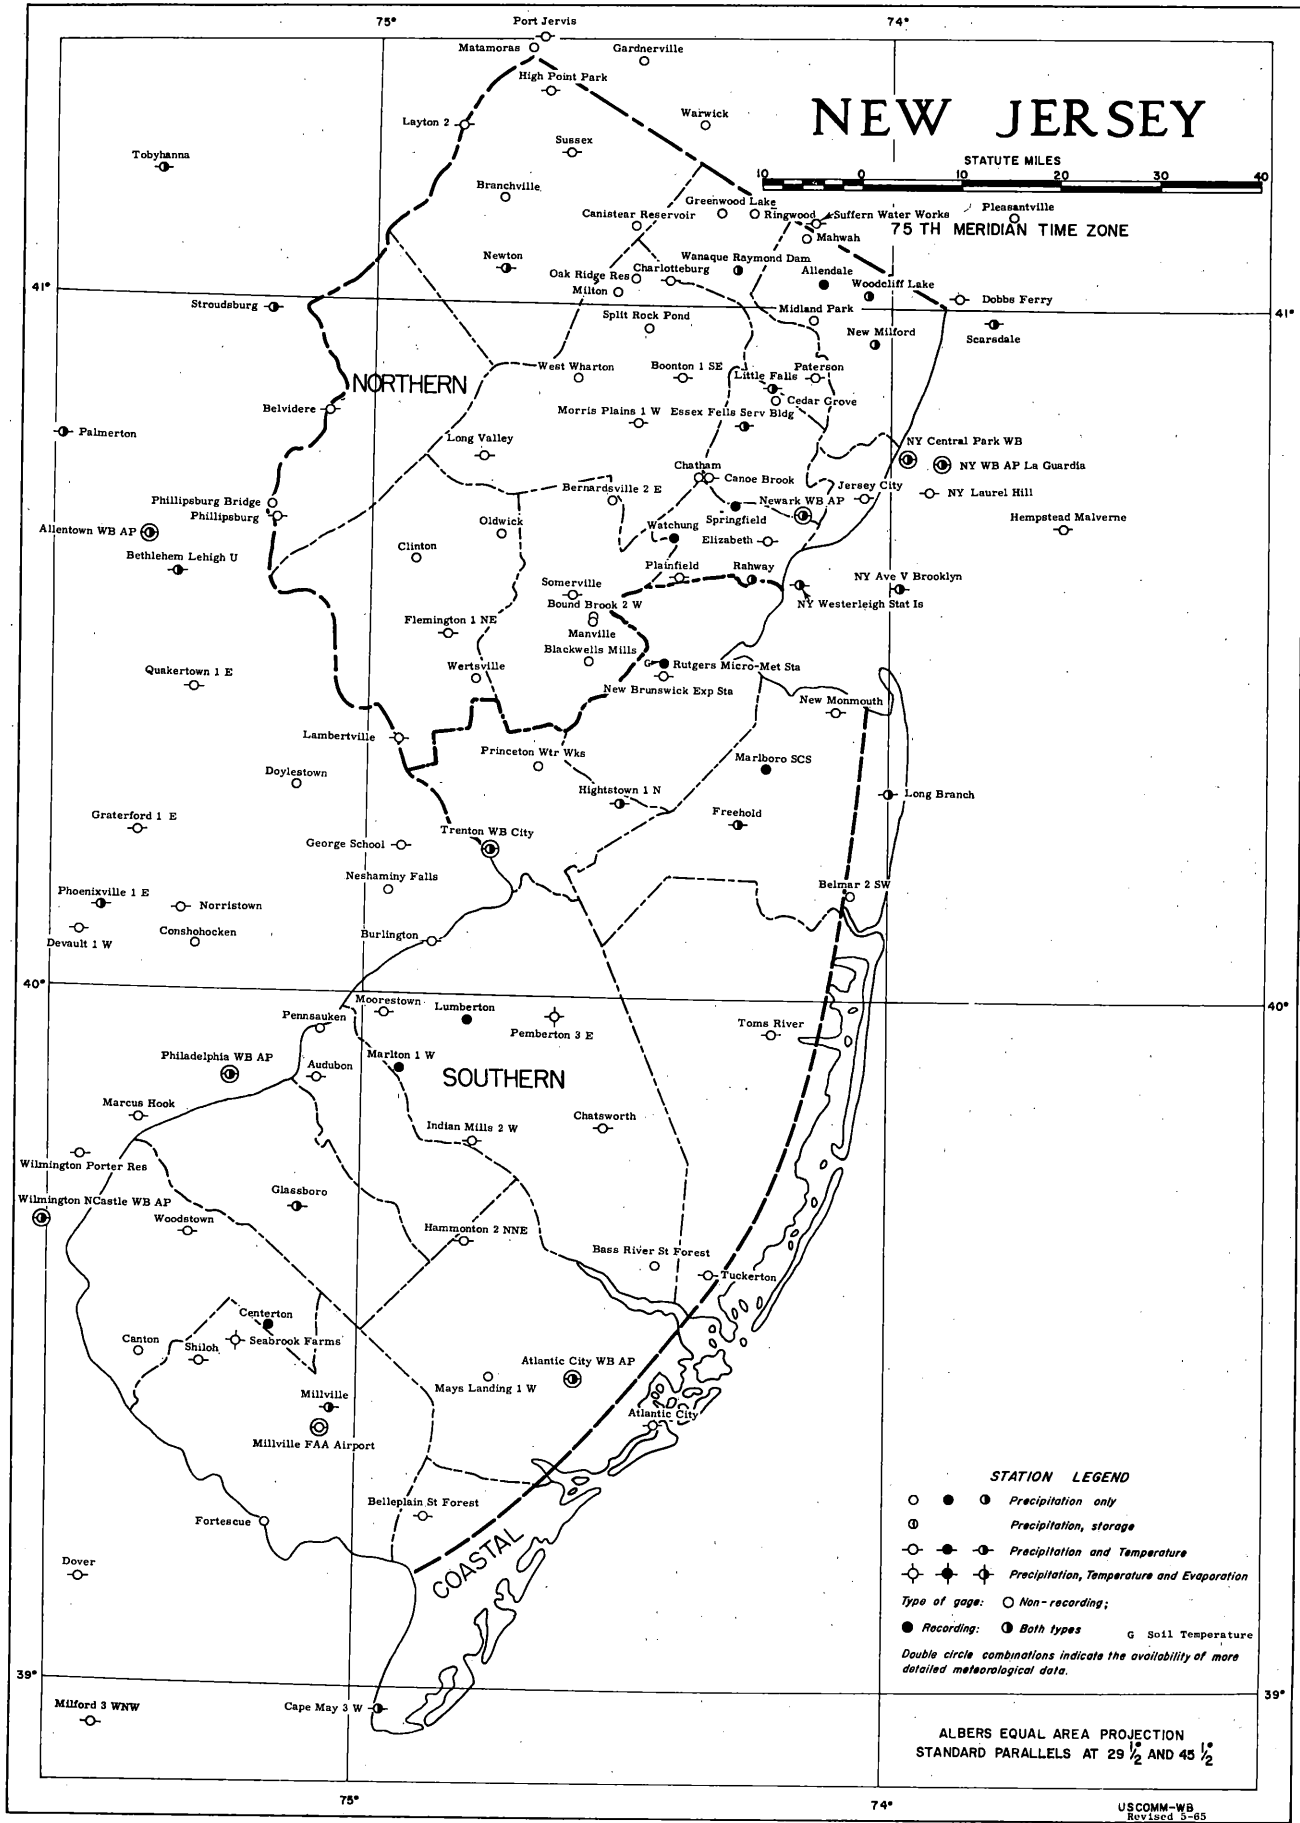 75°
74°
Port Jervis
Matamoras
Gardnerville
High Point Park
NEW JERSEY
Warwick
Layton 2
Sussex
STATUTE MILES
Tobyhanna
10 0 10 20 30 40
Branchville
Greenwood Lake
Pleasantville
Canistear Reservoir
Ringwood
Suffern Water Works
75 TH MERIDIAN TIME ZONE
Mahwah
Newton
Wanaque Raymond Dam
Oak Ridge Res
Charlotteburg
Allendale
Milton
Woodcliff Lake
41°
Stroudsburg
Dobbs Ferry
Midland Park
41°
Split Rock Pond
New Milford
Scarsdale
West Wharton
Boonton 1 SE
Paterson
Little Falls
NORTHERN
Cedar Grove
Belvidere
Morris Plains 1 W
Essex Fells Serv Bldg
Palmerton
Long Valley
NY Central Park WB
NY WB AP La Guardia
Chatham
Canoe Brook
Bernardsville 2 E
Jersey City
NY Laurel Hill
Phillipsburg Bridge
Newark WB AP
Phillipsburg
Springfield
Hempstead Malverne
Oldwick
Watchung
Allentown WB AP
Elizabeth
Clinton
Bethlehem Lehigh U
Plainfield
Rahway
NY Ave V Brooklyn
Somerville
Bound Brook 2 W
NY Westerleigh Stat Is
Flemington 1 NE
Manville
Blackwells Mills
G
Rutgers Micro-Met Sta
Quakertown 1 E
Wertsville
New Brunswick Exp Sta
New Monmouth
Lambertville
Princeton Wtr Wks
Marlboro SCS
Doylestown
Hightstown 1 N
Long Branch
Graterford 1 E
Freehold
Trenton WB City
George School
Neshaminy Falls
Belmar 2 SW
Phoenixville 1 E
Norristown
Conshohocken
Burlington
Devault 1 W
40°
Moorestown
Lumberton
40°
Pennsauken
Pemberton 3 E
Toms River
Philadelphia WB AP
Marlton 1 W
Audubon
SOUTHERN
Marcus Hook
Chatsworth
Indian Mills 2 W
Wilmington Porter Res
Glassboro
Wilmington NCastle WB AP
Woodstown
Hammonton 2 NNE
Bass River St Forest
Tuckerton
Centerton
Canton
Shiloh
Seabrook Farms
Atlantic City WB AP
Mays Landing 1 W
Millville
Atlantic City
Millville FAA Airport
STATION LEGEND
Belleplain St Forest
Precipitation only
Fortescue
Precipitation, storage
Precipitation and Temperature
Dover
COASTAL
Precipitation, Temperature and Evaporation
Type of gage: Non-recording;
Recording: Both types
G Soil Temperature
Double circle combinations indicate the availability of more
detailed meteorological data.
39°
39°
Milford 3 WNW
Cape May 3 W
ALBERS EQUAL AREA PROJECTION
STANDARD PARALLELS AT 29 1/2° AND 45 1/2°
75°
74°
USCOMM-WB
Revised 5-65